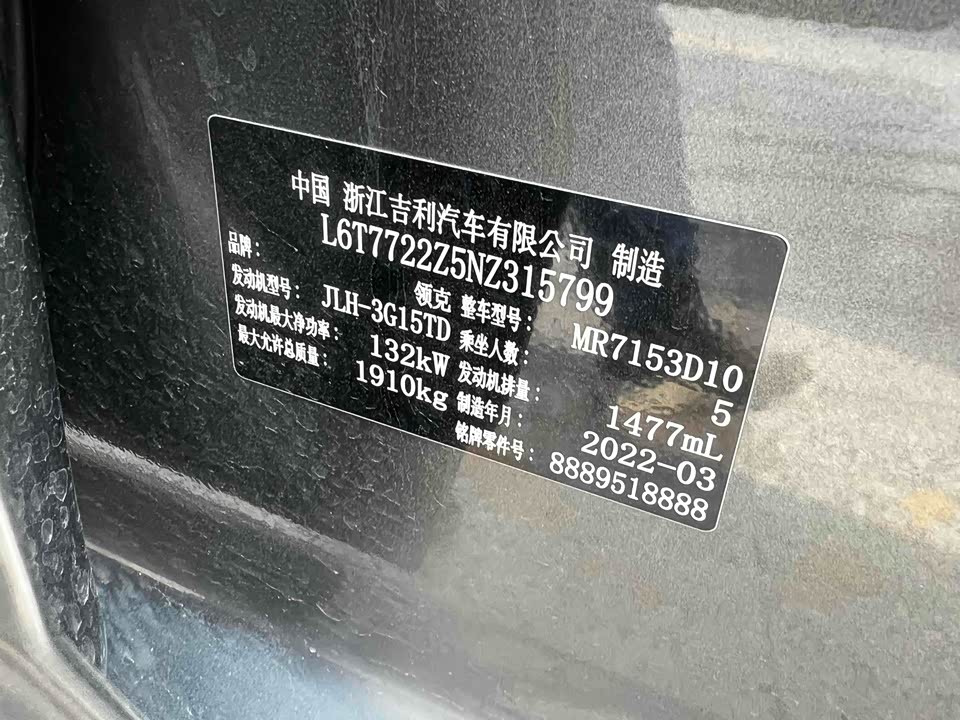 中国 浙江吉利汽车有限公司 制造
L6T7722Z5NZ315799
品牌: 领克 整车型号: MR7153D10
发动机型号: JLH-3G15TD 乘坐人数: 5
发动机最大净功率: 132kW 发动机排量: 1477mL
最大允许总质量: 1910kg 制造年月: 2022-03
铭牌零件号: 8889518888